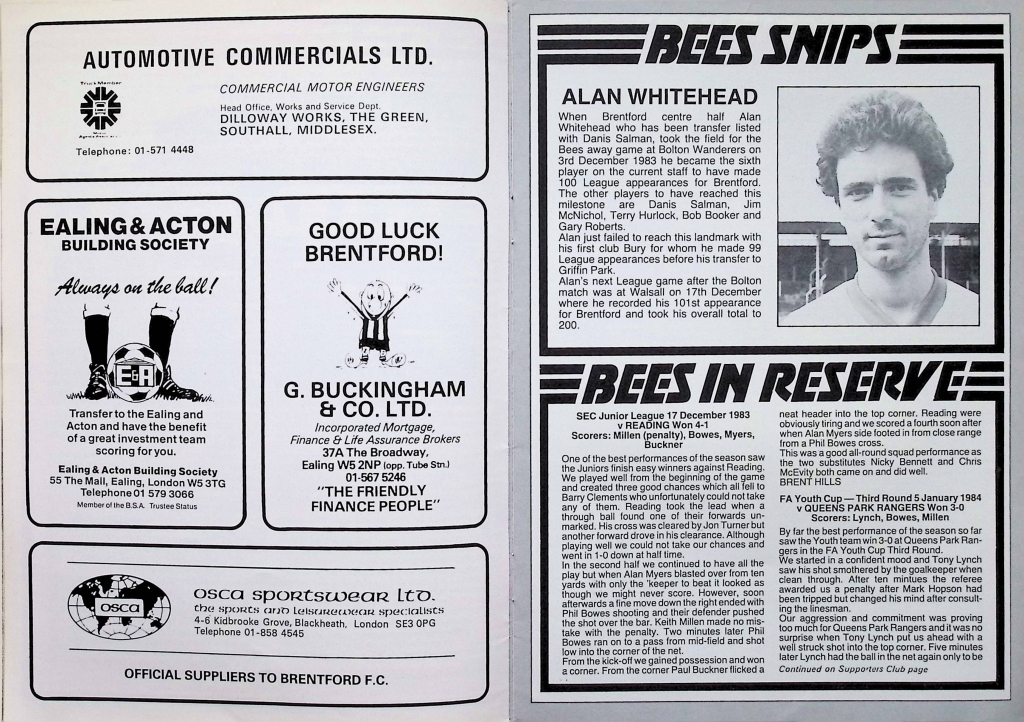 AUTOMOTIVE COMMERCIALS LTD.
Truck Member
COMMERCIAL MOTOR ENGINEERS
Head Office, Works and Service Dept.
DILLOWAY WORKS, THE GREEN,
SOUTHALL, MIDDLESEX.
Telephone: 01-571 4448
EALING & ACTON
BUILDING SOCIETY
Always on the ball!
E&A
Transfer to the Ealing and
Acton and have the benefit
of a great investment team
scoring for you.
Ealing & Acton Building Society
55 The Mall, Ealing, London W5 3TG
Telephone 01 579 3066
Member of the B.S.A. Trustee Status
GOOD LUCK
BRENTFORD!
G. BUCKINGHAM
& CO. LTD.
Incorporated Mortgage,
Finance & Life Assurance Brokers
37A The Broadway,
Ealing W5 2NP (opp. Tube Stn.)
01-567 5246
"THE FRIENDLY
FINANCE PEOPLE"
osca
osca sportswear Ltd.
the sports and leisurewear specialists
4-6 Kidbrooke Grove, Blackheath, London SE3 0PG
Telephone 01-858 4545
OFFICIAL SUPPLIERS TO BRENTFORD F.C.
BEES SNIPS
ALAN WHITEHEAD
When Brentford centre half Alan
Whitehead who has been transfer listed
with Danis Salman, took the field for the
Bees away game at Bolton Wanderers on
3rd December 1983 he became the sixth
player on the current staff to have made
100 League appearances for Brentford.
The other players to have reached this
milestone are Danis Salman, Jim
McNichol, Terry Hurlock, Bob Booker and
Gary Roberts.
Alan just failed to reach this landmark with
his first club Bury for whom he made 99
League appearances before his transfer to
Griffin Park.
Alan's next League game after the Bolton
match was at Walsall on 17th December
where he recorded his 101st appearance
for Brentford and took his overall total to
200.
BEES IN RESERVE
SEC Junior League 17 December 1983
v READING Won 4-1
Scorers: Millen (penalty), Bowes, Myers,
Buckner
One of the best performances of the season saw
the Juniors finish easy winners against Reading.
We played well from the beginning of the game
and created three good chances which all fell to
Barry Clements who unfortunately could not take
any of them. Reading took the lead when a
through ball found one of their forwards un-
marked. His cross was cleared by Jon Turner but
another forward drove in his clearance. Although
playing well we could not take our chances and
went in 1-0 down at half time.
In the second half we continued to have all the
play but when Alan Myers blasted over from ten
yards with only the 'keeper to beat it looked as
though we might never score. However, soon
afterwards a fine move down the right ended with
Phil Bowes shooting and their defender pushed
the shot over the bar. Keith Millen made no mis-
take with the penalty. Two minutes later Phil
Bowes ran on to a pass from mid-field and shot
low into the corner of the net.
From the kick-off we gained possession and won
a corner. From the corner Paul Buckner flicked a
neat header into the top corner. Reading were
obviously tiring and we scored a fourth soon after
when Alan Myers side footed in from close range
from a Phil Bowes cross.
This was a good all-round squad performance as
the two substitutes Nicky Bennett and Chris
McEvity both came on and did well.
BRENT HILLS
FA Youth Cup — Third Round 5 January 1984
v QUEENS PARK RANGERS Won 3-0
Scorers: Lynch, Bowes, Millen
By far the best performance of the season so far
saw the Youth team win 3-0 at Queens Park Ran-
gers in the FA Youth Cup Third Round.
We started in a confident mood and Tony Lynch
saw his shot smothered by the goalkeeper when
clean through. After ten mintues the referee
awarded us a penalty after Mark Hopson had
been tripped but changed his mind after consult-
ing the linesman.
Our aggression and commitment was proving
too much for Queens Park Rangers and it was no
surprise when Tony Lynch put us ahead with a
well struck shot into the top corner. Five minutes
later Lynch had the ball in the net again only to be
Continued on Supporters Club page